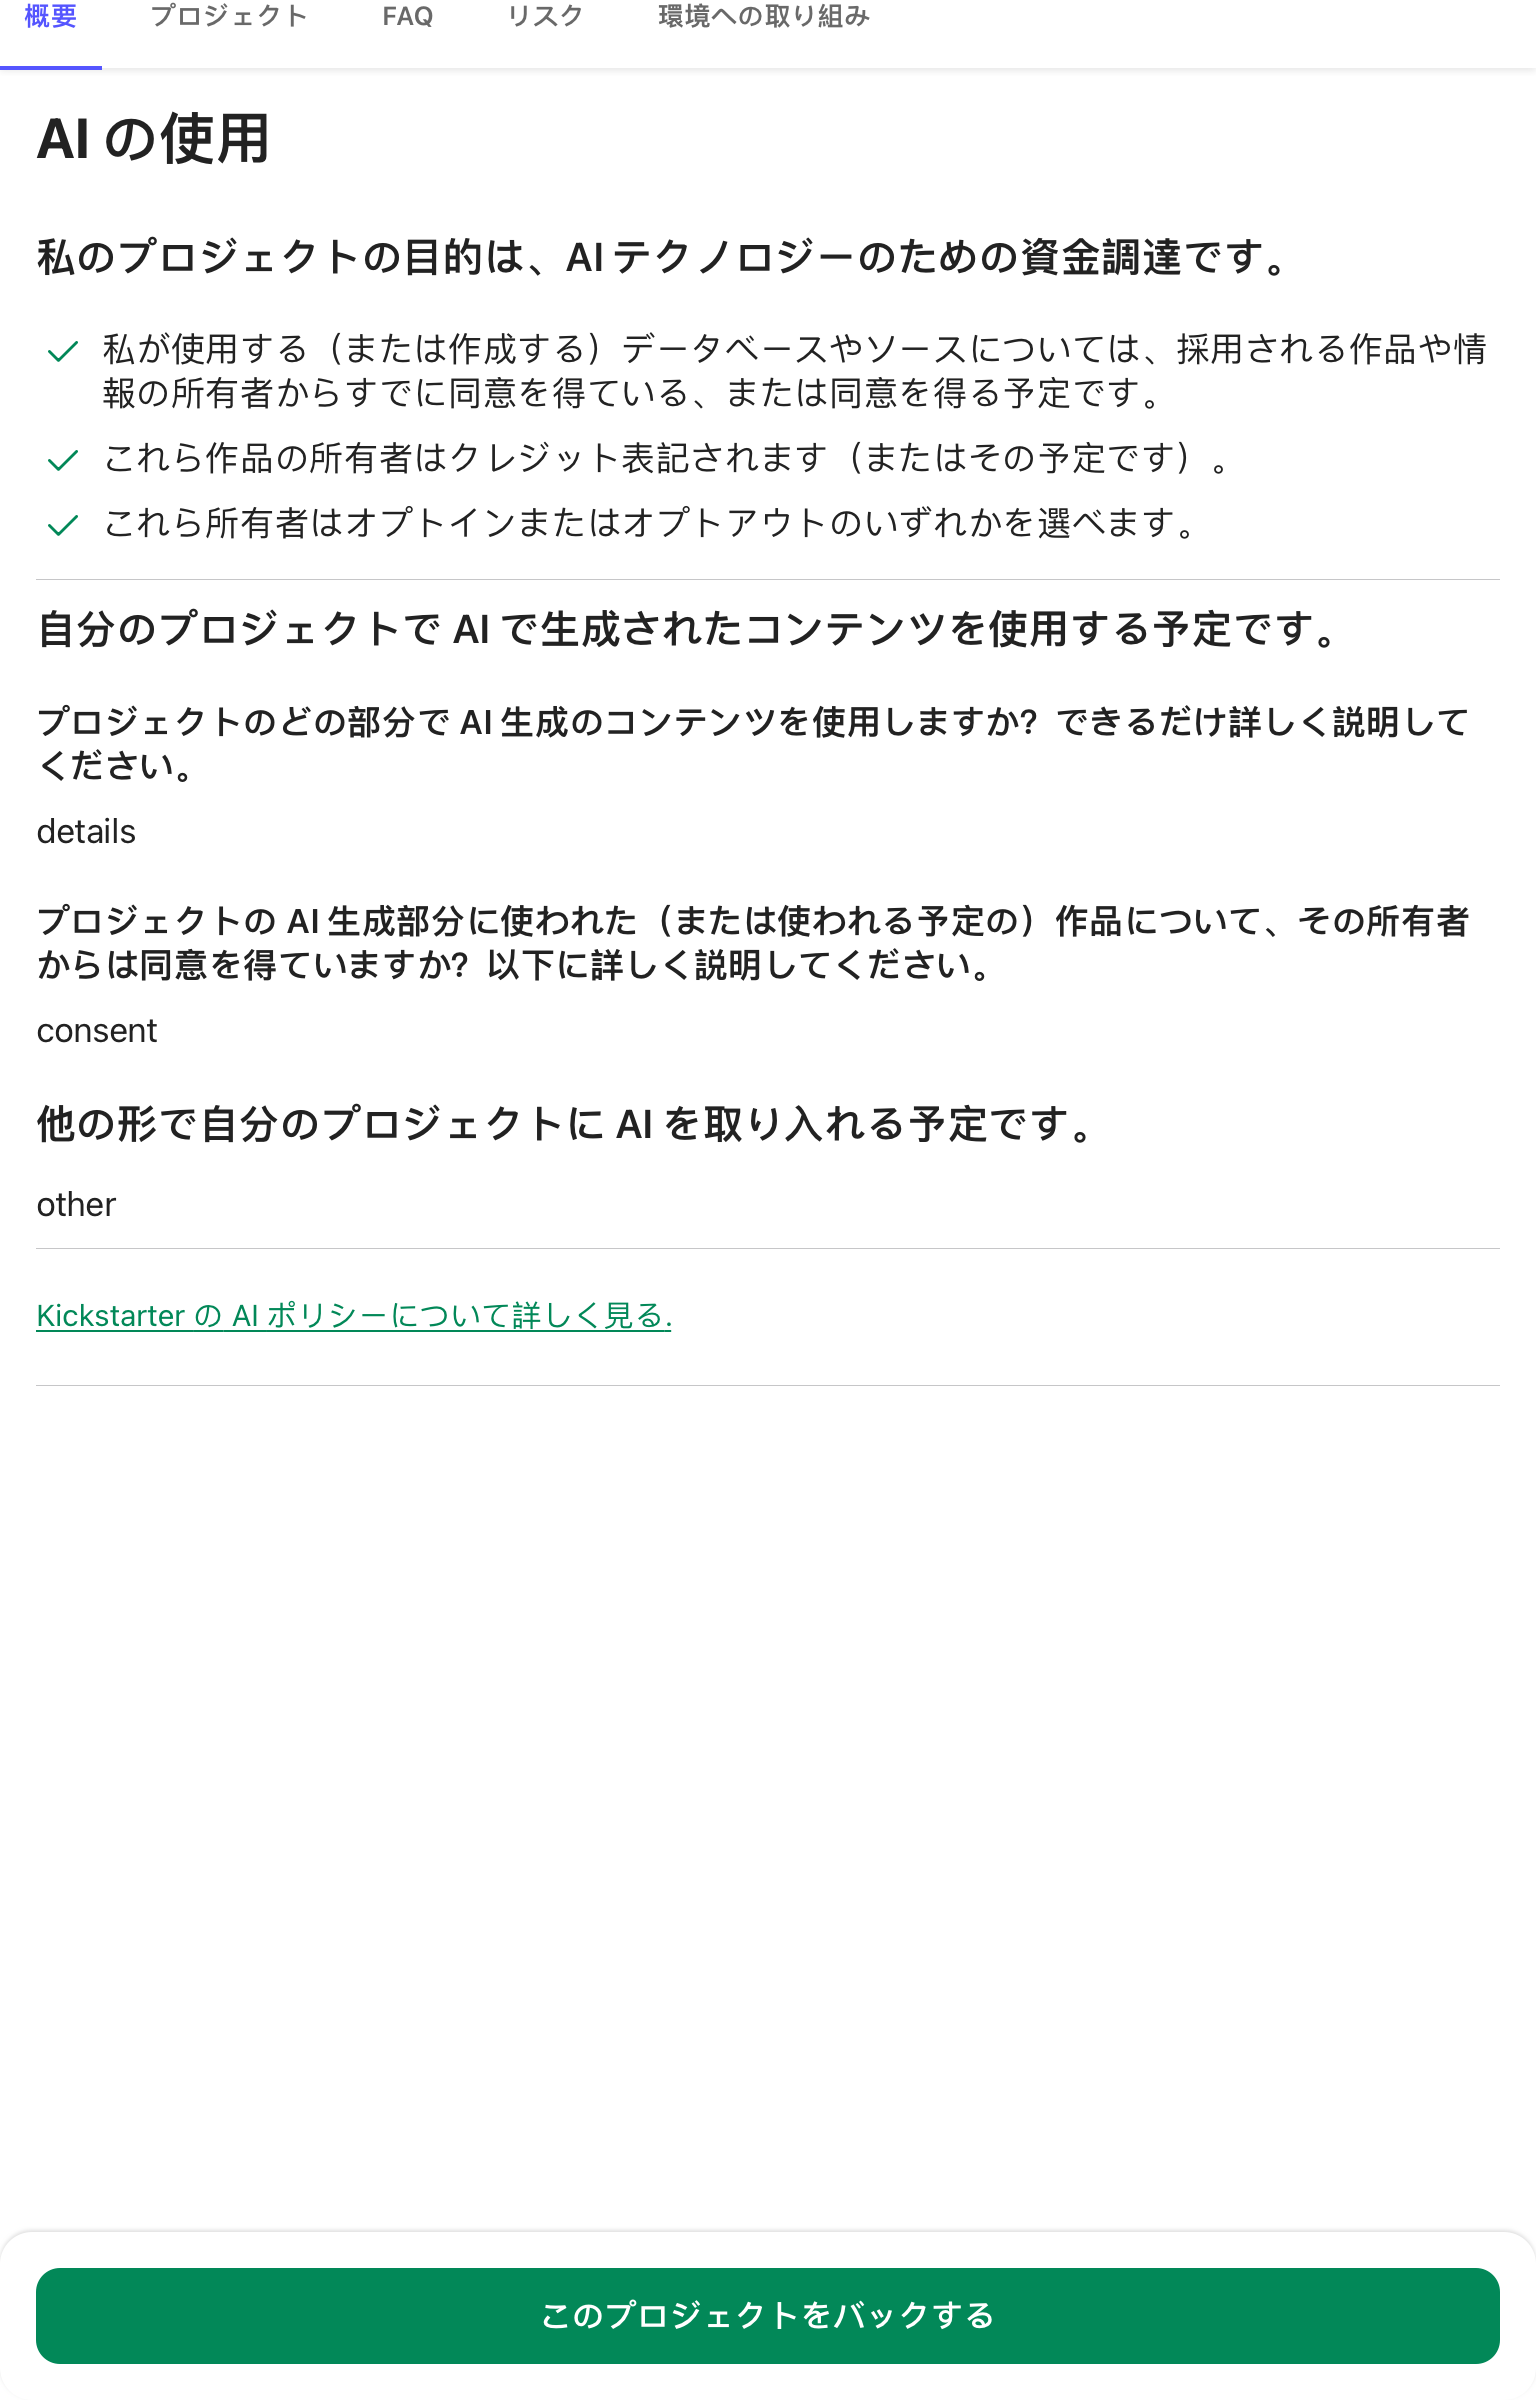 概要 プロジェクト FAQ リスク 環境への取り組み
AI の使用
私のプロジェクトの目的は、AI テクノロジーのための資金調達です。
私が使用する（または作成する）データベースやソースについては、採用される作品や情
報の所有者からすでに同意を得ている、または同意を得る予定です。
これら作品の所有者はクレジット表記されます（またはその予定です）。
これら所有者はオプトインまたはオプトアウトのいずれかを選べます。
自分のプロジェクトで AI で生成されたコンテンツを使用する予定です。
プロジェクトのどの部分で AI 生成のコンテンツを使用しますか? できるだけ詳しく説明して
ください。
details
プロジェクトの AI 生成部分に使われた（または使われる予定の）作品について、その所有者
からは同意を得ていますか? 以下に詳しく説明してください。
consent
他の形で自分のプロジェクトに AI を取り入れる予定です。
other
Kickstarter の AI ポリシーについて詳しく見る.
このプロジェクトをバックする